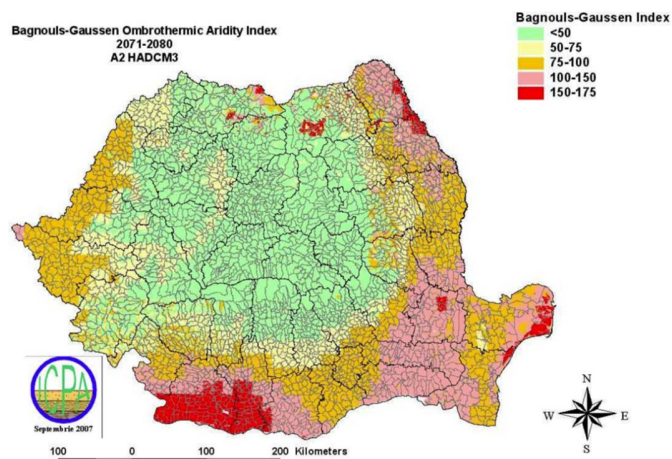 Bagnouls-Gaussen Ombrothermic Aridity Index
2071-2080
A2 HADCM3
Bagnouls-Gaussen Index
<50
50-75
75-100
100-150
150-175
ICPA
Septembrie 2007
N
W E
S
100 0 100 200 Kilometers